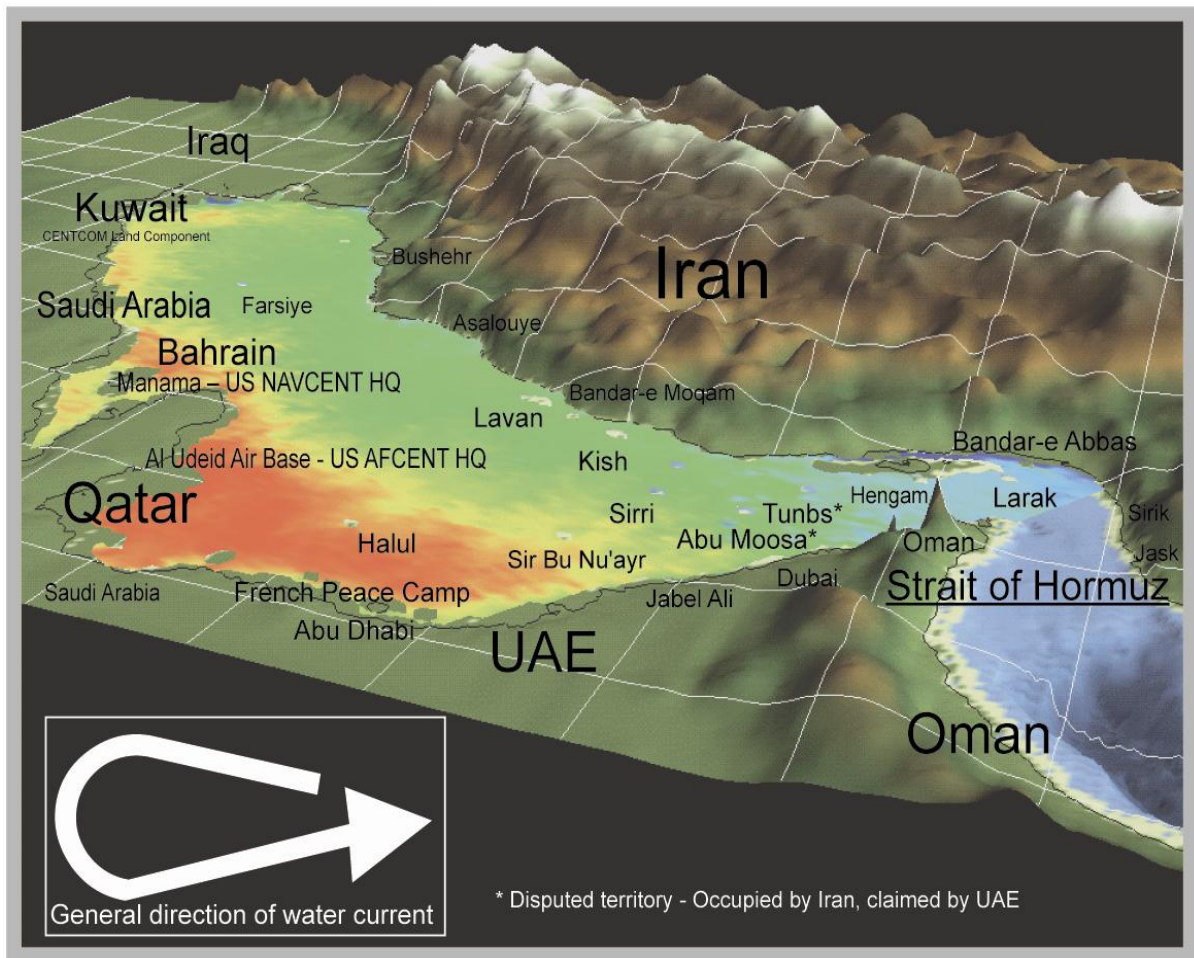 Iraq
Kuwait
CENTCOM Land Component
Bushehr
Iran
Saudi Arabia
Farsiye
Asalouye
Bahrain
Manama – US NAVCENT HQ
Bandar-e Moqam
Lavan
Bandar-e Abbas
Al Udeid Air Base - US AFCENT HQ
Kish
Qatar
Hengam
Larak
Sirri
Tunbs*
Sirik
Halul
Abu Moosa*
Oman
Jask
Sir Bu Nu'ayr
Saudi Arabia
French Peace Camp
Jabel Ali
Dubai
Strait of Hormuz
Abu Dhabi
UAE
Oman
General direction of water current
* Disputed territory - Occupied by Iran, claimed by UAE